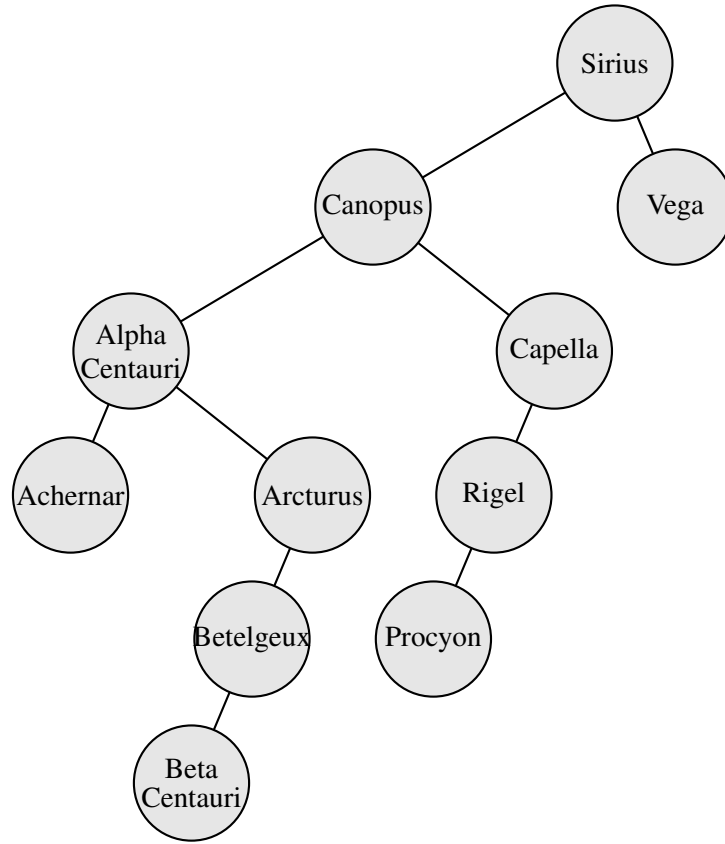 Sirius
Canopus
Vega
Alpha
Centauri
Capella
Achernar
Arcturus
Rigel
Betelgeux
Procyon
Beta
Centauri